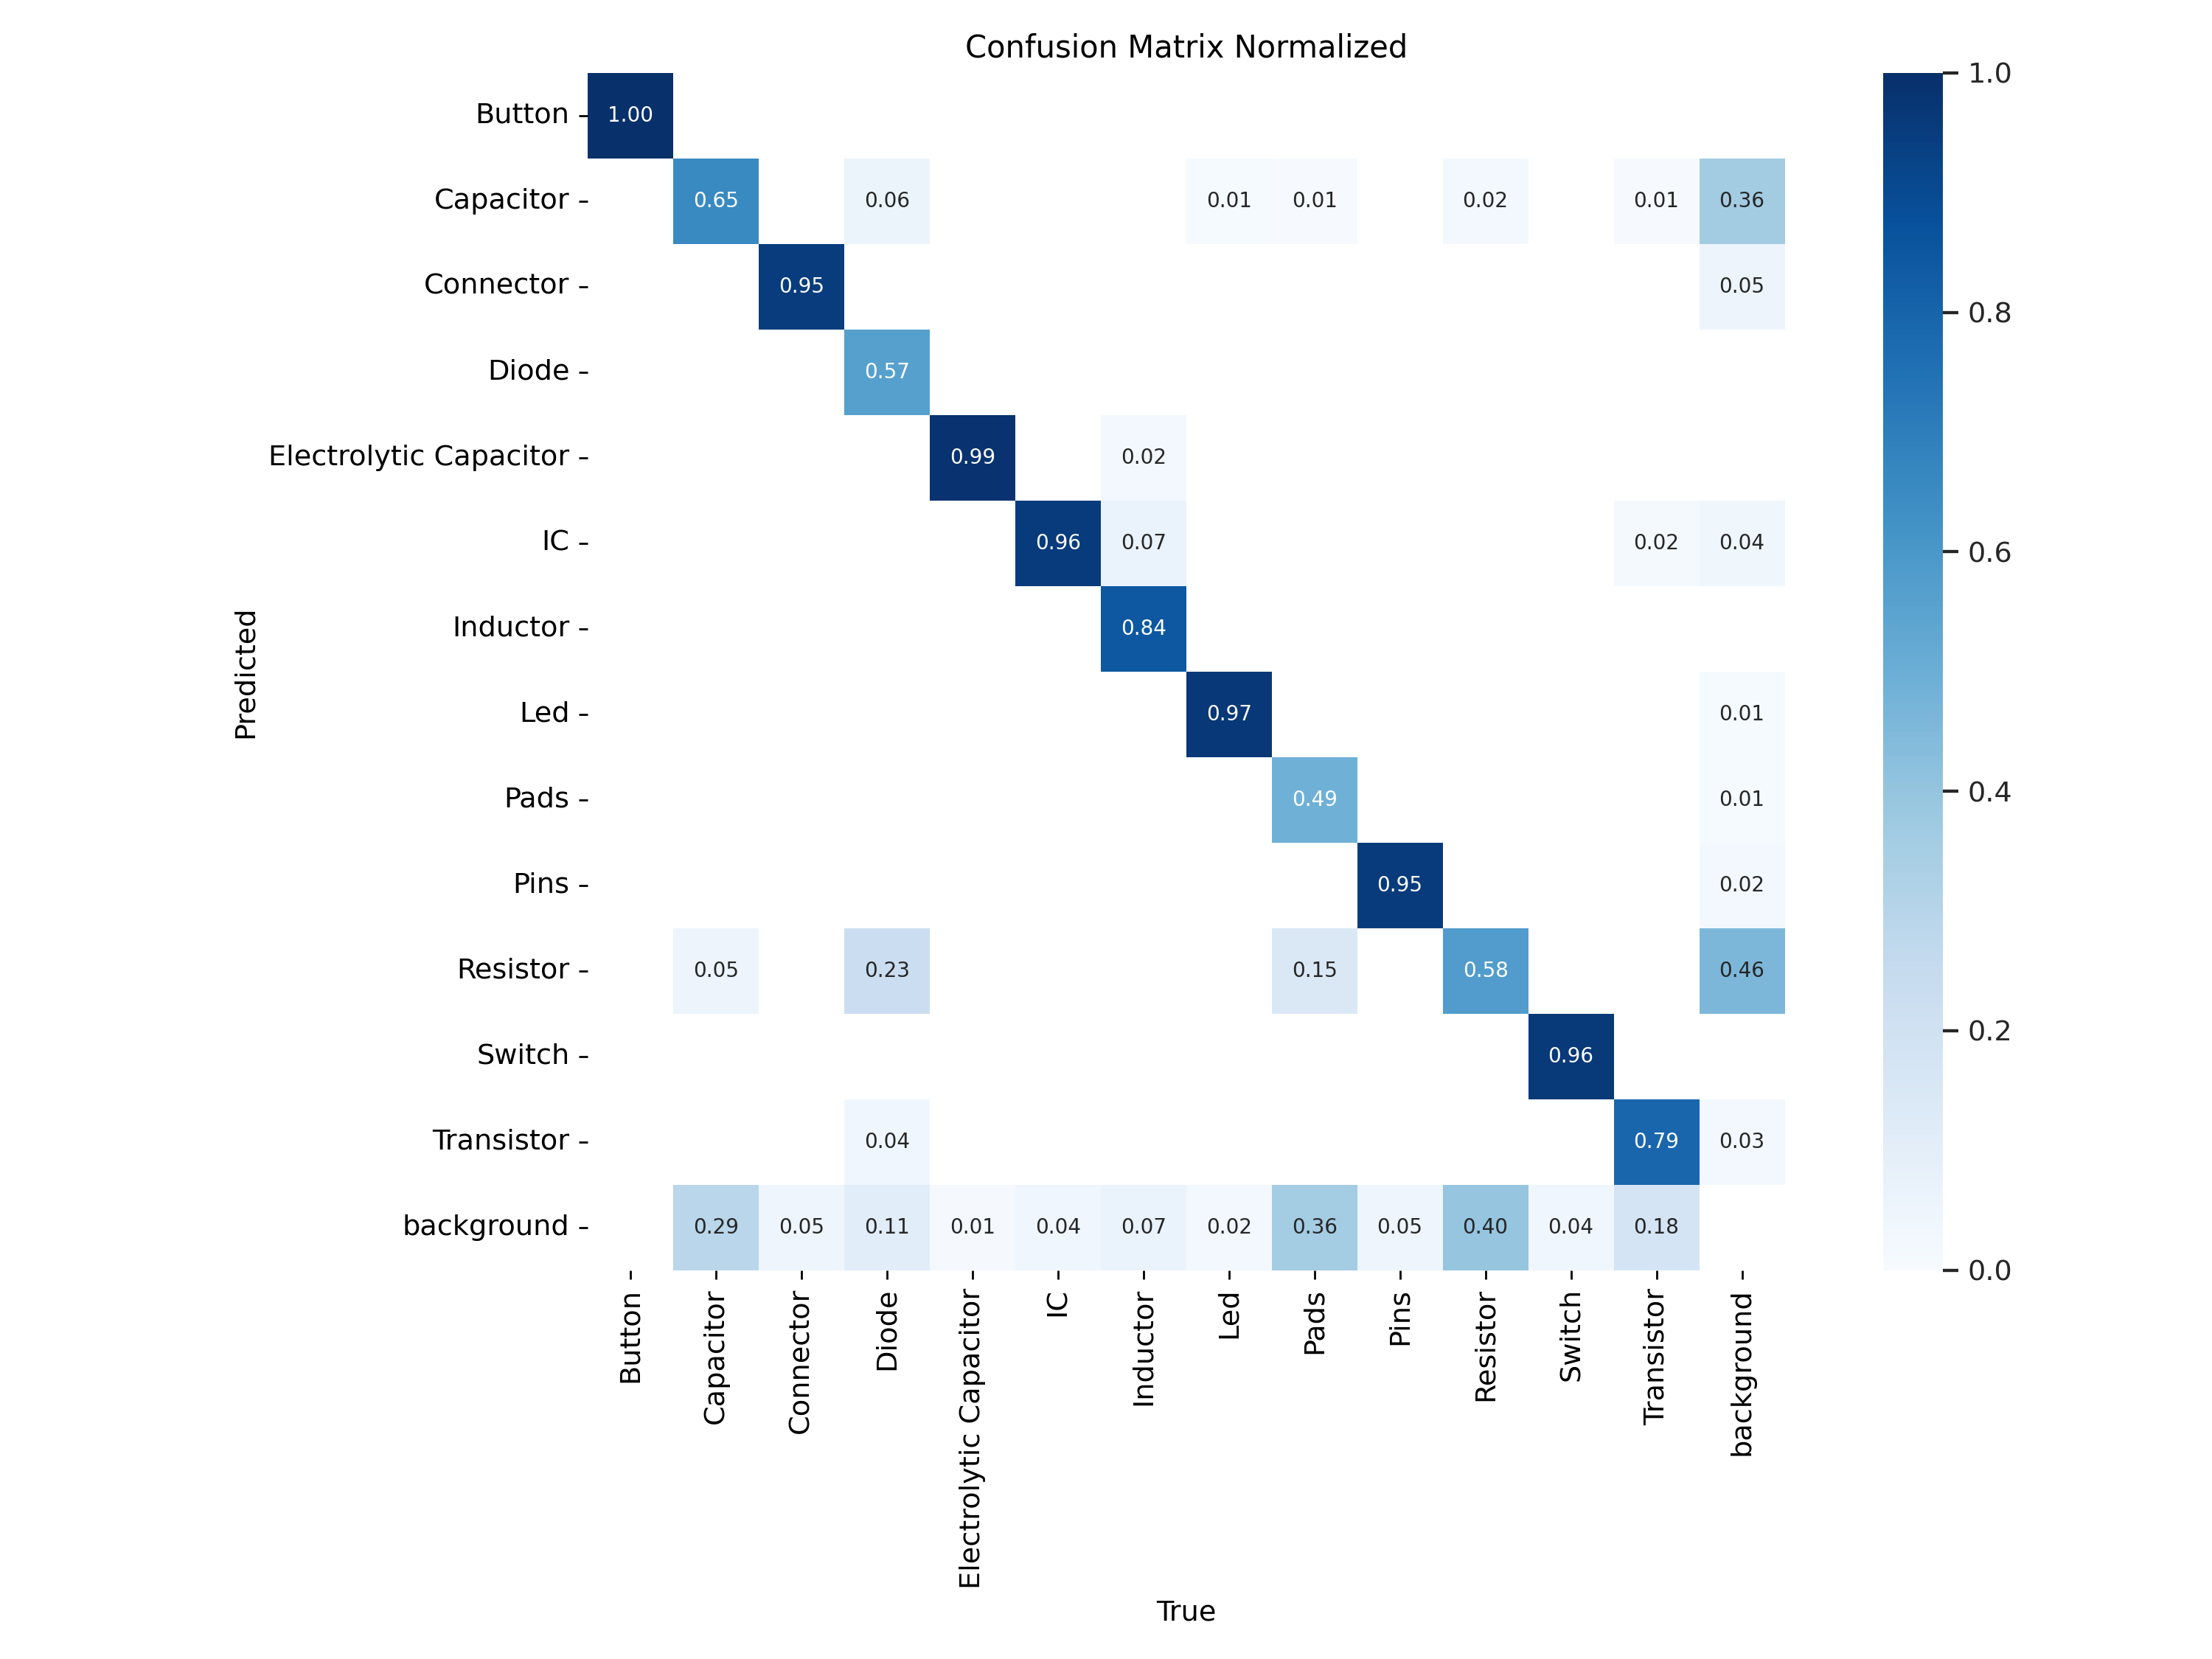 Confusion Matrix Normalized
Button 1.00
Capacitor 0.65 0.06 0.01 0.01 0.02 0.01 0.36
Connector 0.95 0.05
Diode 0.57
Electrolytic Capacitor 0.99 0.02
IC 0.96 0.07 0.02 0.04
Inductor 0.84
Led 0.97 0.01
Pads 0.49 0.01
Pins 0.95 0.02
Resistor 0.05 0.23 0.15 0.58 0.46
Switch 0.96
Transistor 0.04 0.79 0.03
background 0.29 0.05 0.11 0.01 0.04 0.07 0.02 0.36 0.05 0.40 0.04 0.18
Predicted
Button
Capacitor
Connector
Diode
Electrolytic Capacitor
IC
Inductor
Led
Pads
Pins
Resistor
Switch
Transistor
background
True
1.0
0.8
0.6
0.4
0.2
0.0